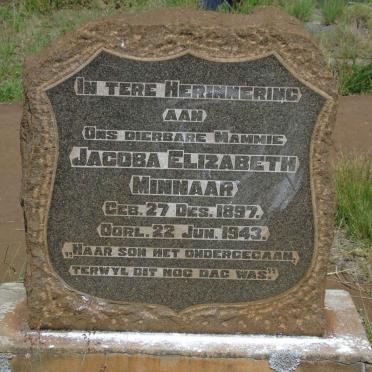 In tere Herinnering
aan
Ons dierbare Mammie
Jacoba Elizabeth
Minnaar
Geb. 27 Des. 1897.
Oorl. 22 Jun. 1943.
„Haar son het ondergegaan,
terwyl dit nog dag was.”